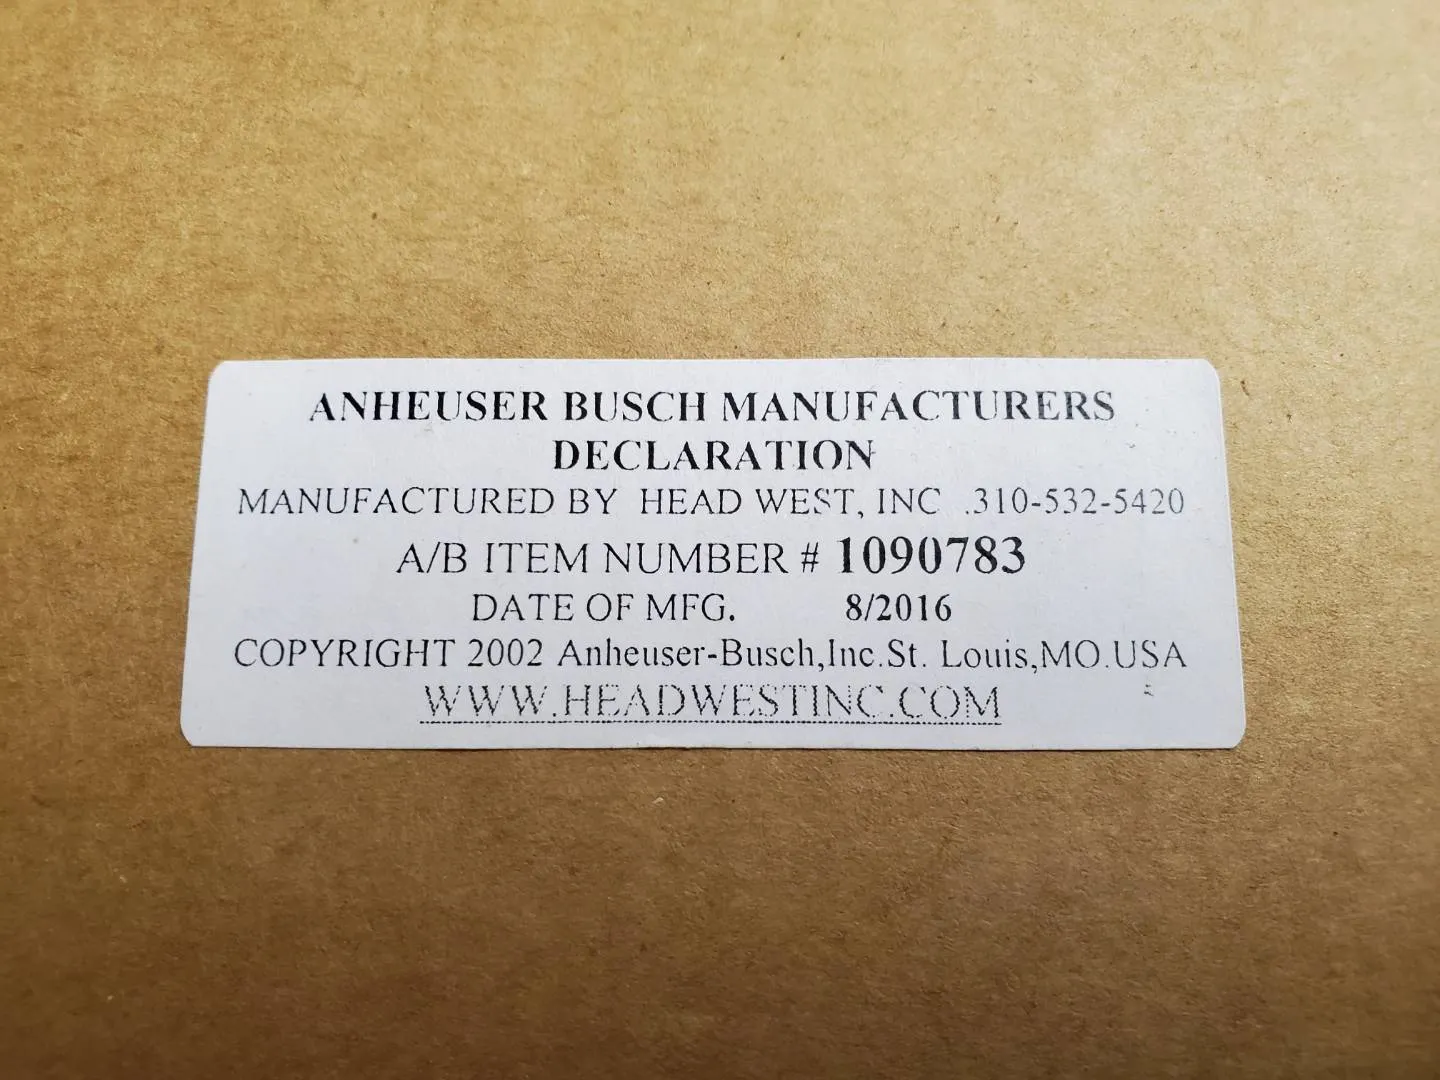 ANHEUSER BUSCH MANUFACTURERS
DECLARATION
MANUFACTURED BY HEAD WEST, INC .310-532-5420
A/B ITEM NUMBER # 1090783
DATE OF MFG. 8/2016
COPYRIGHT 2002 Anheuser-Busch,Inc.St. Louis,MO.USA
WWW.HEADWESTINC.COM